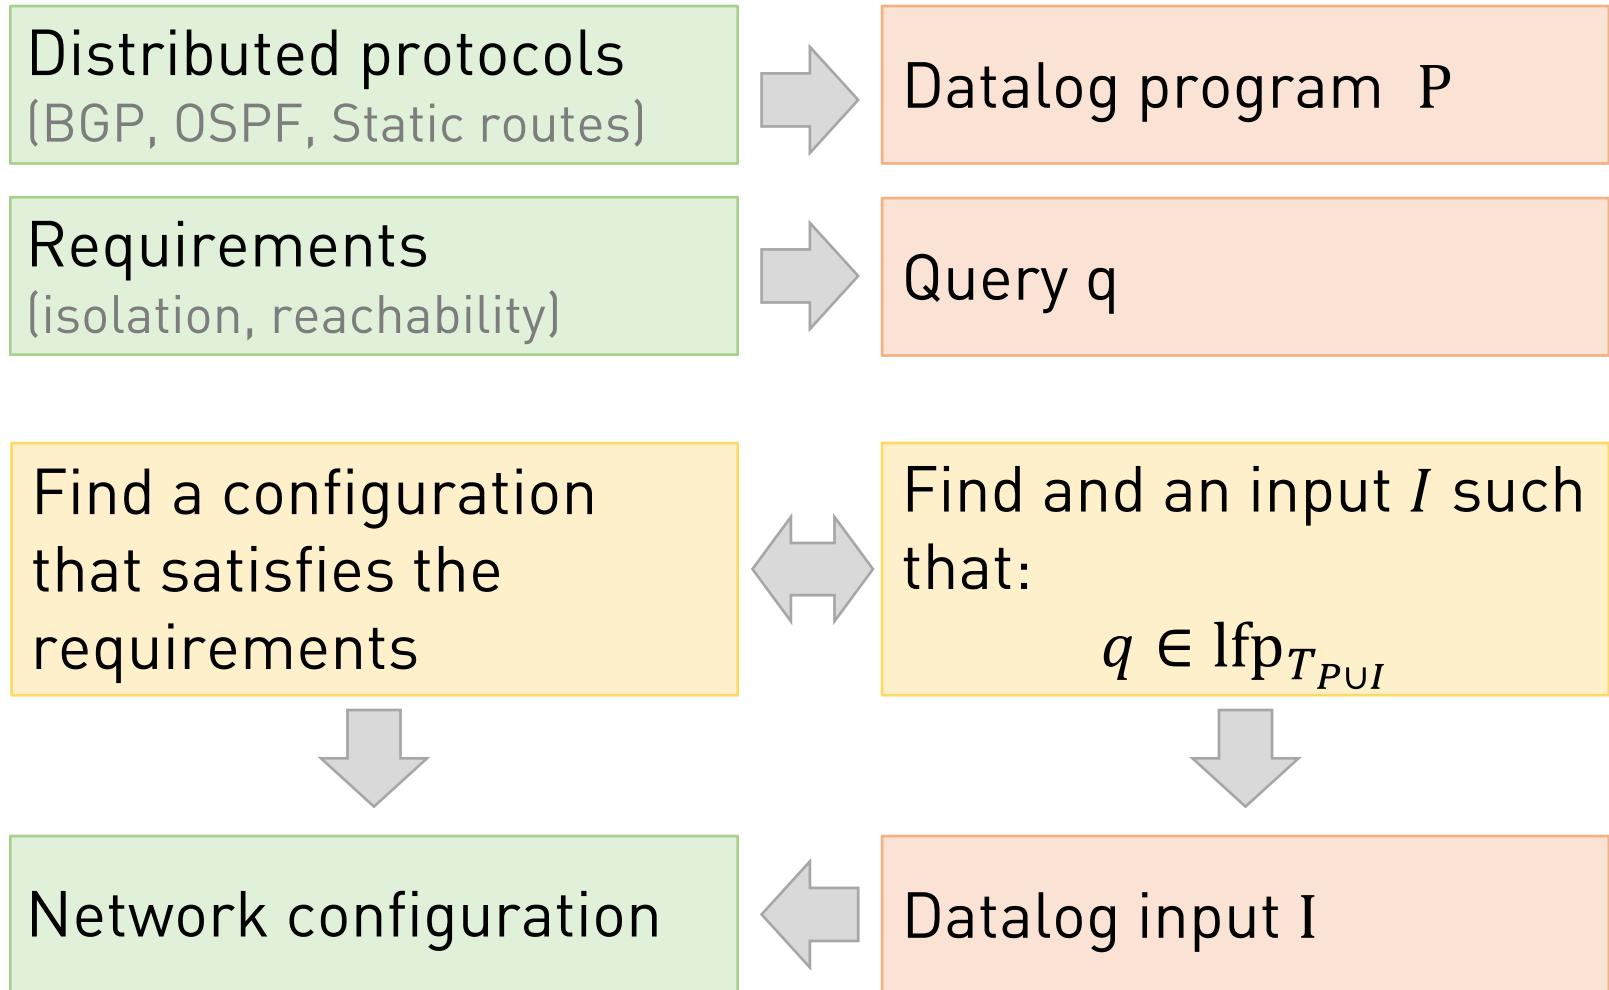 Distributed protocols
(BGP, OSPF, Static routes)
Datalog program P
Requirements
(isolation, reachability)
Query q
Find a configuration
that satisfies the
requirements
Find and an input I such
that:
q ∈ lfp_{T_{P∪I}}
Network configuration
Datalog input I